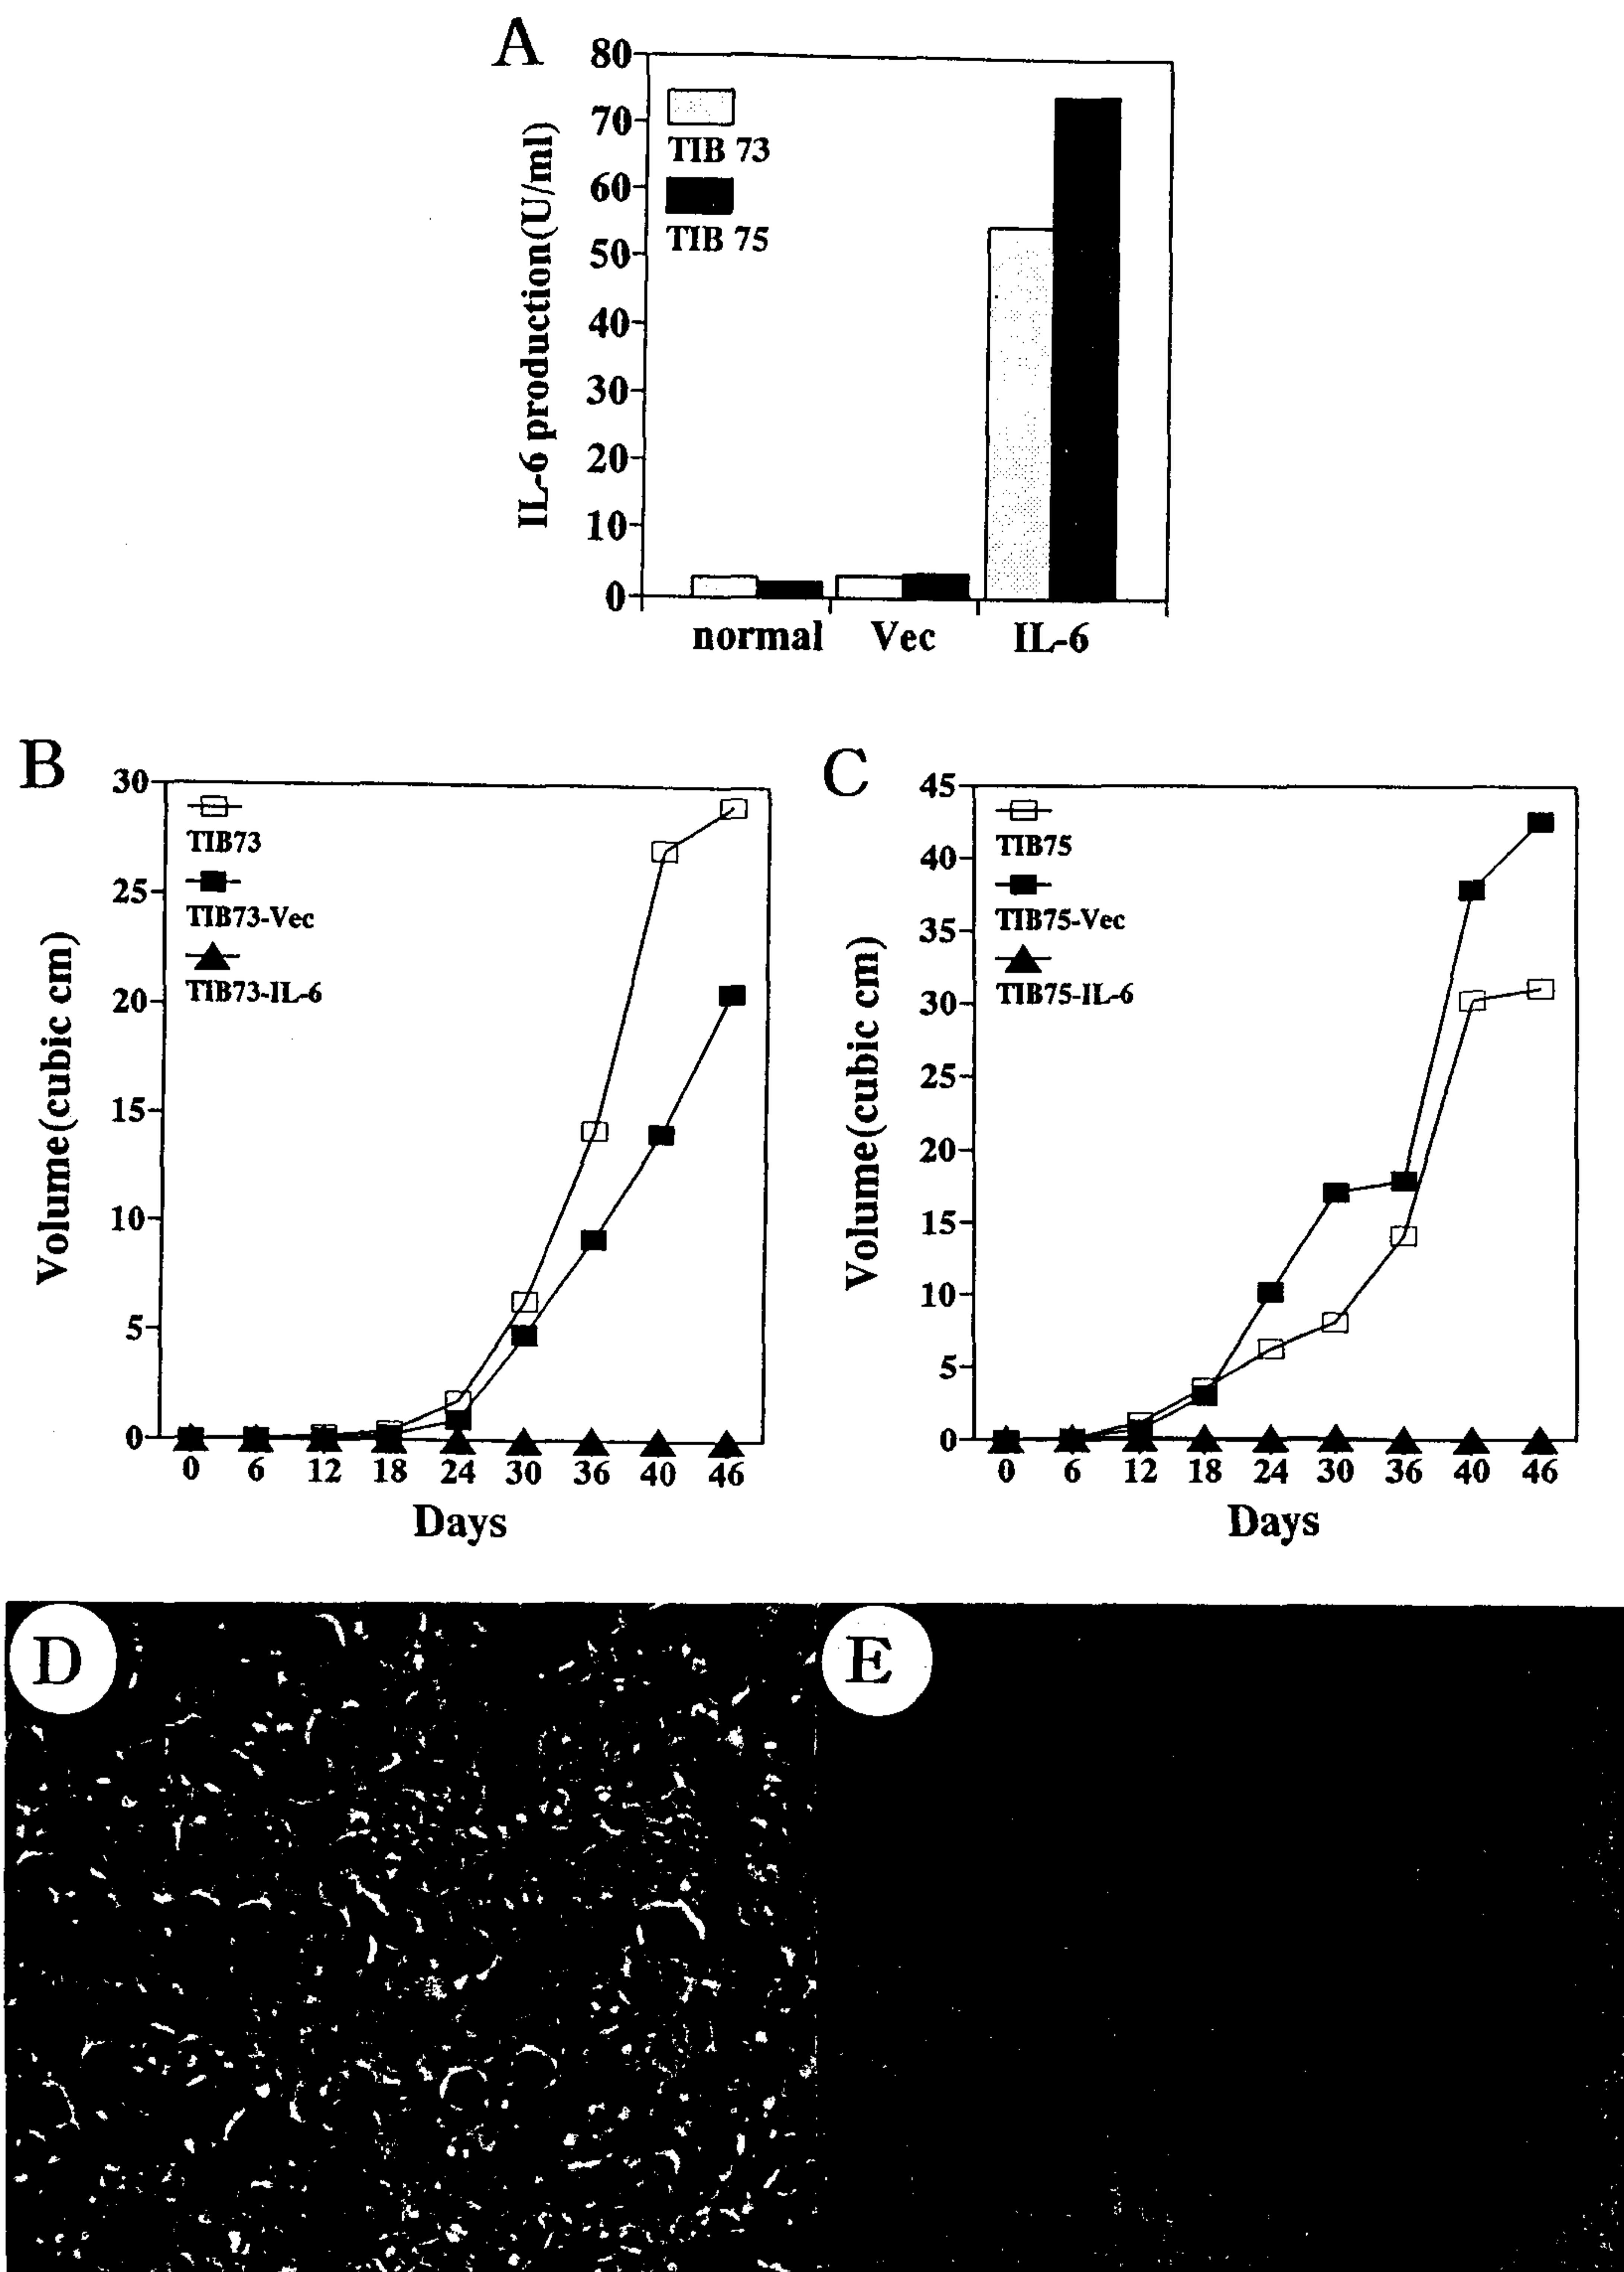 A
80
70
60
50
40
30
20
10
0
IL-6 production(U/ml)
TIB 73
TIB 75
normal Vec IL-6
B
30
25
20
15
10
5
0
Volume(cubic cm)
TIB73
TIB73-Vec
TIB73-IL-6
0 6 12 18 24 30 36 40 46
Days
C
45
40
35
30
25
20
15
10
5
0
Volume(cubic cm)
TIB75
TIB75-Vec
TIB75-IL-6
0 6 12 18 24 30 36 40 46
Days
D
E